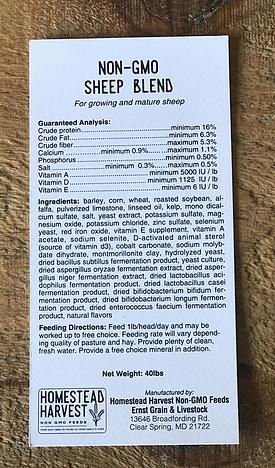 NON-GMO
SHEEP BLEND
For growing and mature sheep
Guaranteed Analysis:
Crude protein...............................minimum 16%
Crude Fat.....................................minimum 6.3%
Crude fiber...................................maximum 5.3%
Calcium ..............minimum 0.9%..........maximum 1.1%
Phosphorus ...............................minimum 0.50%
Salt......................minimum 0.3%.......maximum 0.5%
Vitamin A ..............................minimum 5000 IU / lb
Vitamin D...............................minimum 1125 IU / lb
Vitamin E ....................................minimum 6 IU / lb
Ingredients: barley, corn, wheat, roasted soybean, al-
falfa, pulverized limestone, linseed oil, kelp, mono dical-
cium sulfate, salt, yeast extract, potassium sulfate, mag-
nesium oxide, potassium chloride, zinc sulfate, selenium
yeast, red iron oxide, vitamin E supplement, vitamin A
acetate, sodium selenite, D-activated animal sterol
(source of vitamin d3), cobalt carbonate, sodium molyb-
date dihydrate, montmorillonite clay, hydrolyzed yeast,
dried bacillus subtilus fermentation product, yeast culture,
dried aspergillus oryzae fermentation extract, dried asper-
gillus niger fermentation extract, dried lactobacillus aci-
dophilus fermentation product, dried lactobacillus casei
fermentation product, dried bifidobacterium bifidum fer-
mentation product, dried bifidobacterium longum fermen-
tation product, dried enterococcus faecium fermentation
product, natural flavors
Feeding Directions: Feed 1lb/head/day and may be
worked up to free choice. Feeding rate will vary depend-
ing quality of pasture and hay. Provide plenty of clean,
fresh water. Provide a free choice mineral in addition.
Net Weight: 40lbs
HOMESTEAD
HARVEST
NON GMO FEEDS
Manufactured by:
Homestead Harvest Non-GMO Feeds
Ernst Grain & Livestock
13646 Broadfording Rd.
Clear Spring, MD 21722